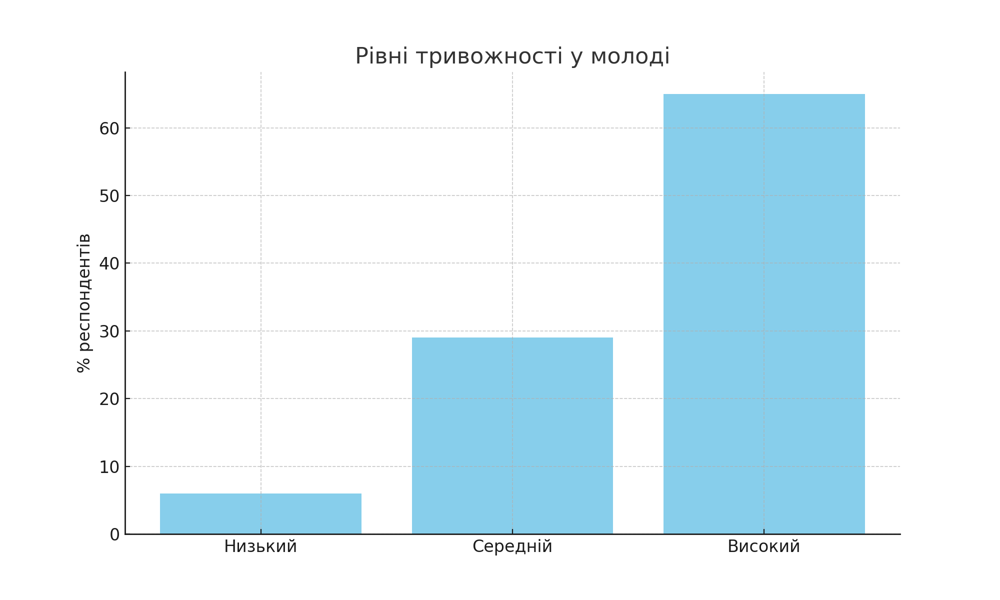 Рівні тривожності у молоді
% респондентів
60
50
40
30
20
10
0
Низький
Середній
Високий